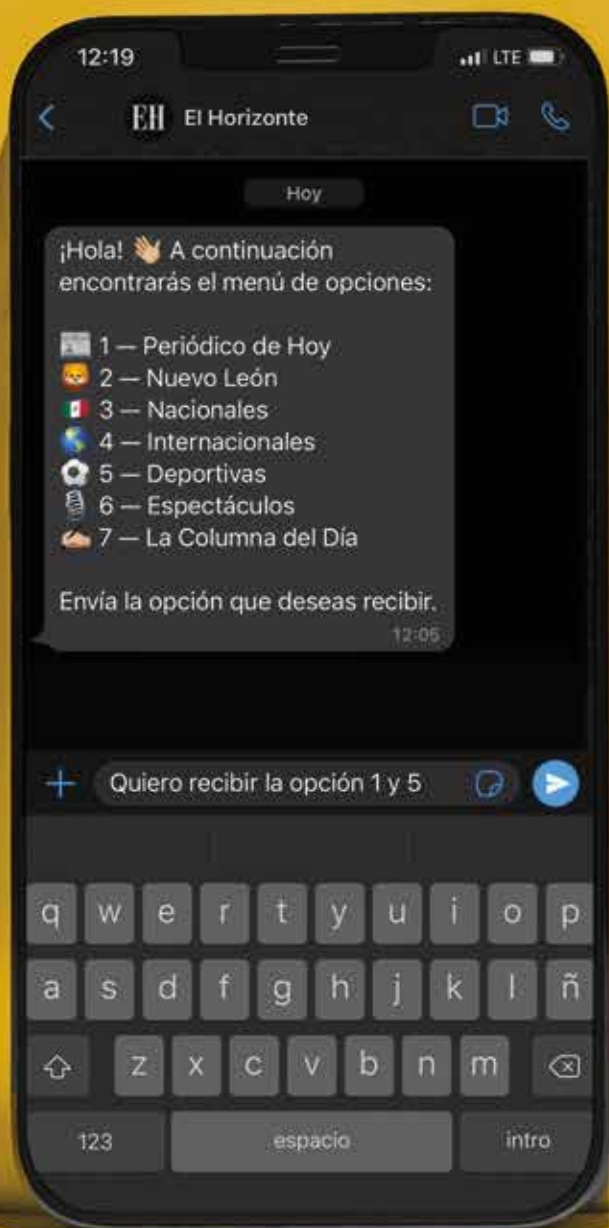 12:19
LTE
EH El Horizonte
Hoy
¡Hola! 👋🏼 A continuación
encontrarás el menú de opciones:
📰 1 — Periódico de Hoy
🦁 2 — Nuevo León
🇲🇽 3 — Nacionales
🌎 4 — Internacionales
⚽ 5 — Deportivas
🎙 6 — Espectáculos
✍🏼 7 — La Columna del Día
Envía la opción que deseas recibir.
12:05
Quiero recibir la opción 1 y 5
q w e r t y u i o p
a s d f g h j k l ñ
z x c v b n m
123 espacio intro